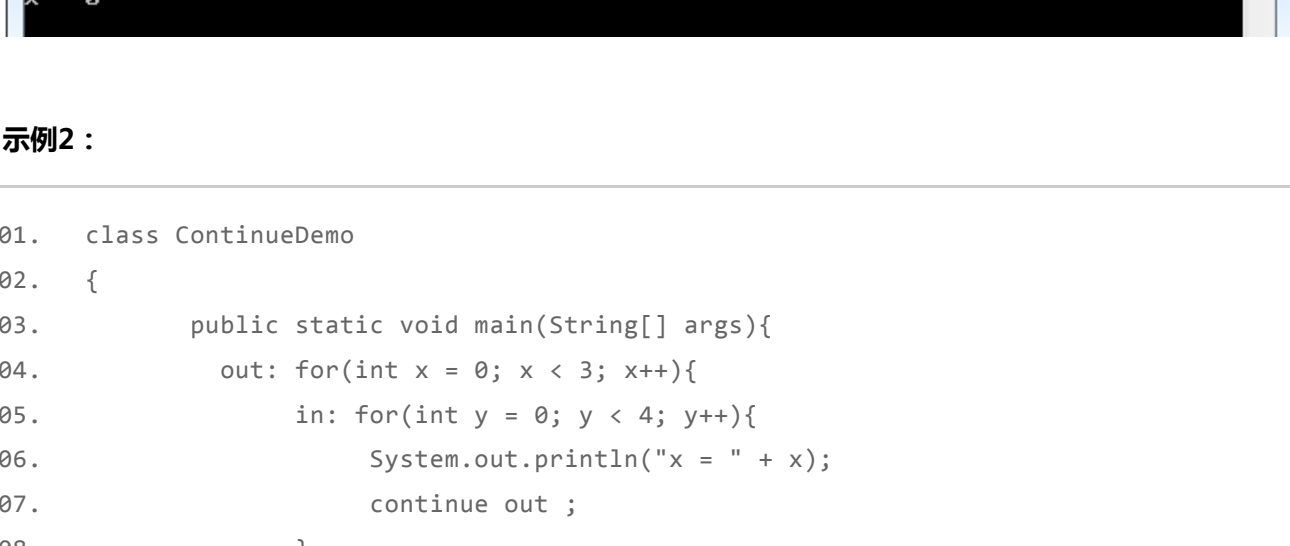 示例2：
01. class ContinueDemo
02. {
03. public static void main(String[] args){
04. out: for(int x = 0; x < 3; x++){
05. in: for(int y = 0; y < 4; y++){
06. System.out.println("x = " + x);
07. continue out ;
08. }